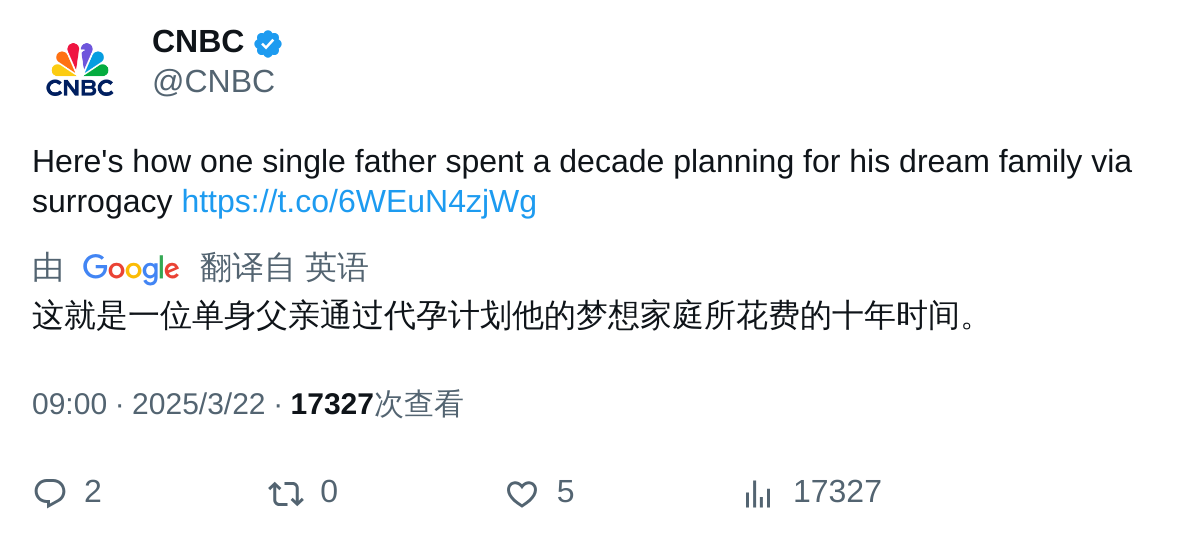 CNBC
CNBC
@CNBC
Here's how one single father spent a decade planning for his dream family via
surrogacy https://t.co/6WEuN4zjWg
由 Google 翻译自 英语
这就是一位单身父亲通过代孕计划他的梦想家庭所花费的十年时间。
09:00 · 2025/3/22 · 17327次查看
2 0 5 17327